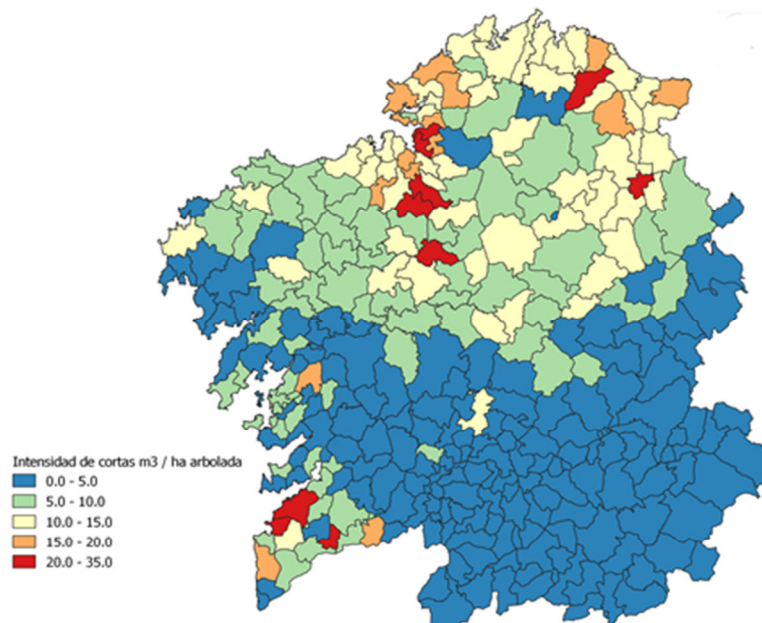 Intensidad de cortas m3 / ha arbolada
0.0 - 5.0
5.0 - 10.0
10.0 - 15.0
15.0 - 20.0
20.0 - 35.0